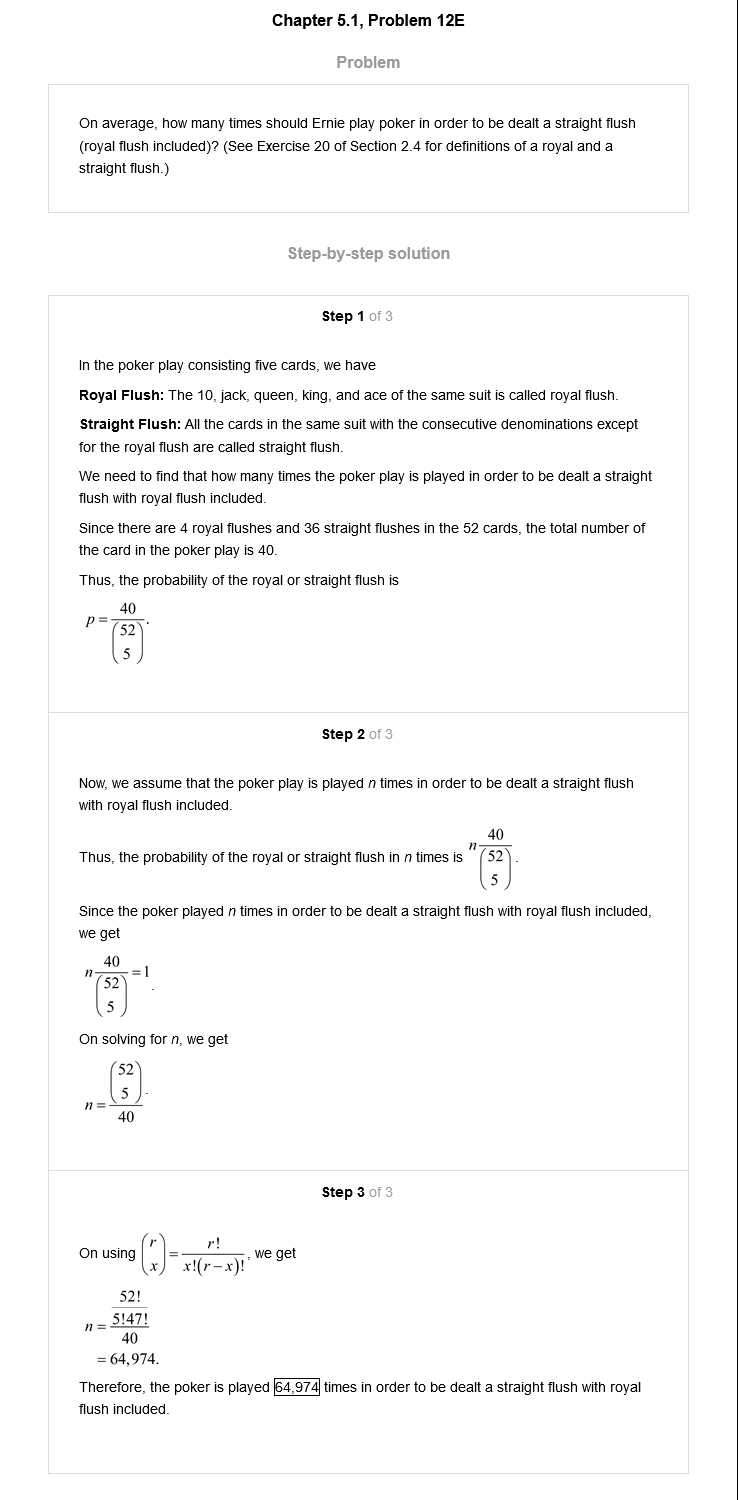 Chapter 5.1, Problem 12E
Problem
On average, how many times should Ernie play poker in order to be dealt a straight flush
(royal flush included)? (See Exercise 20 of Section 2.4 for definitions of a royal and a
straight flush.)
Step-by-step solution
Step 1 of 3
In the poker play consisting five cards, we have
Royal Flush: The 10, jack, queen, king, and ace of the same suit is called royal flush.
Straight Flush: All the cards in the same suit with the consecutive denominations except
for the royal flush are called straight flush.
We need to find that how many times the poker play is played in order to be dealt a straight
flush with royal flush included.
Since there are 4 royal flushes and 36 straight flushes in the 52 cards, the total number of
the card in the poker play is 40.
Thus, the probability of the royal or straight flush is
p = 40 / (52 5).
Step 2 of 3
Now, we assume that the poker play is played n times in order to be dealt a straight flush
with royal flush included.
Thus, the probability of the royal or straight flush in n times is n 40 / (52 5).
Since the poker played n times in order to be dealt a straight flush with royal flush included,
we get
n 40 / (52 5) = 1.
On solving for n, we get
n = (52 5) / 40.
Step 3 of 3
On using (r x) = r! / x!(r − x)!, we get
n = 52! / 5!47! / 40
= 64,974.
Therefore, the poker is played 64,974 times in order to be dealt a straight flush with royal
flush included.